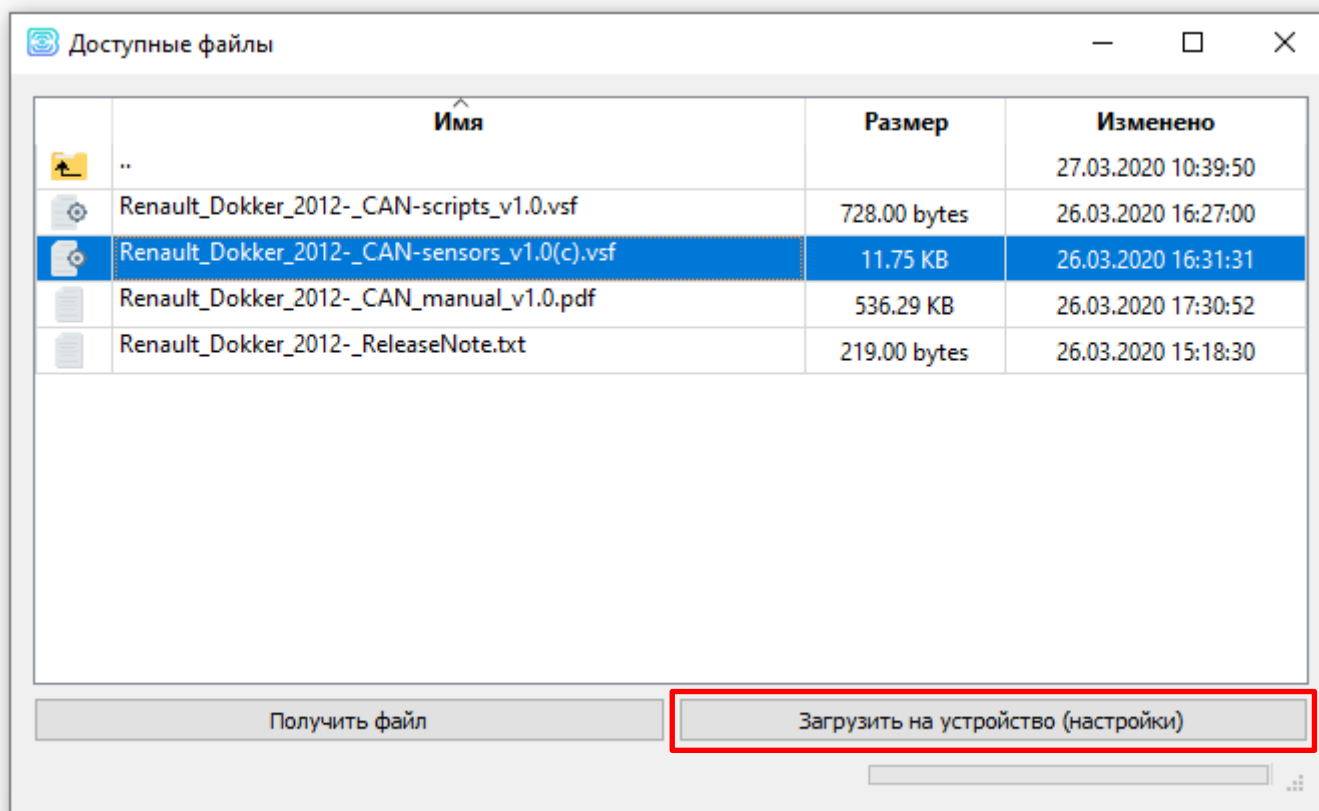 Доступные файлы
Имя Размер Изменено
.. 27.03.2020 10:39:50
Renault_Dokker_2012-_CAN-scripts_v1.0.vsf 728.00 bytes 26.03.2020 16:27:00
Renault_Dokker_2012-_CAN-sensors_v1.0(c).vsf 11.75 KB 26.03.2020 16:31:31
Renault_Dokker_2012-_CAN_manual_v1.0.pdf 536.29 KB 26.03.2020 17:30:52
Renault_Dokker_2012-_ReleaseNote.txt 219.00 bytes 26.03.2020 15:18:30
Получить файл Загрузить на устройство (настройки)